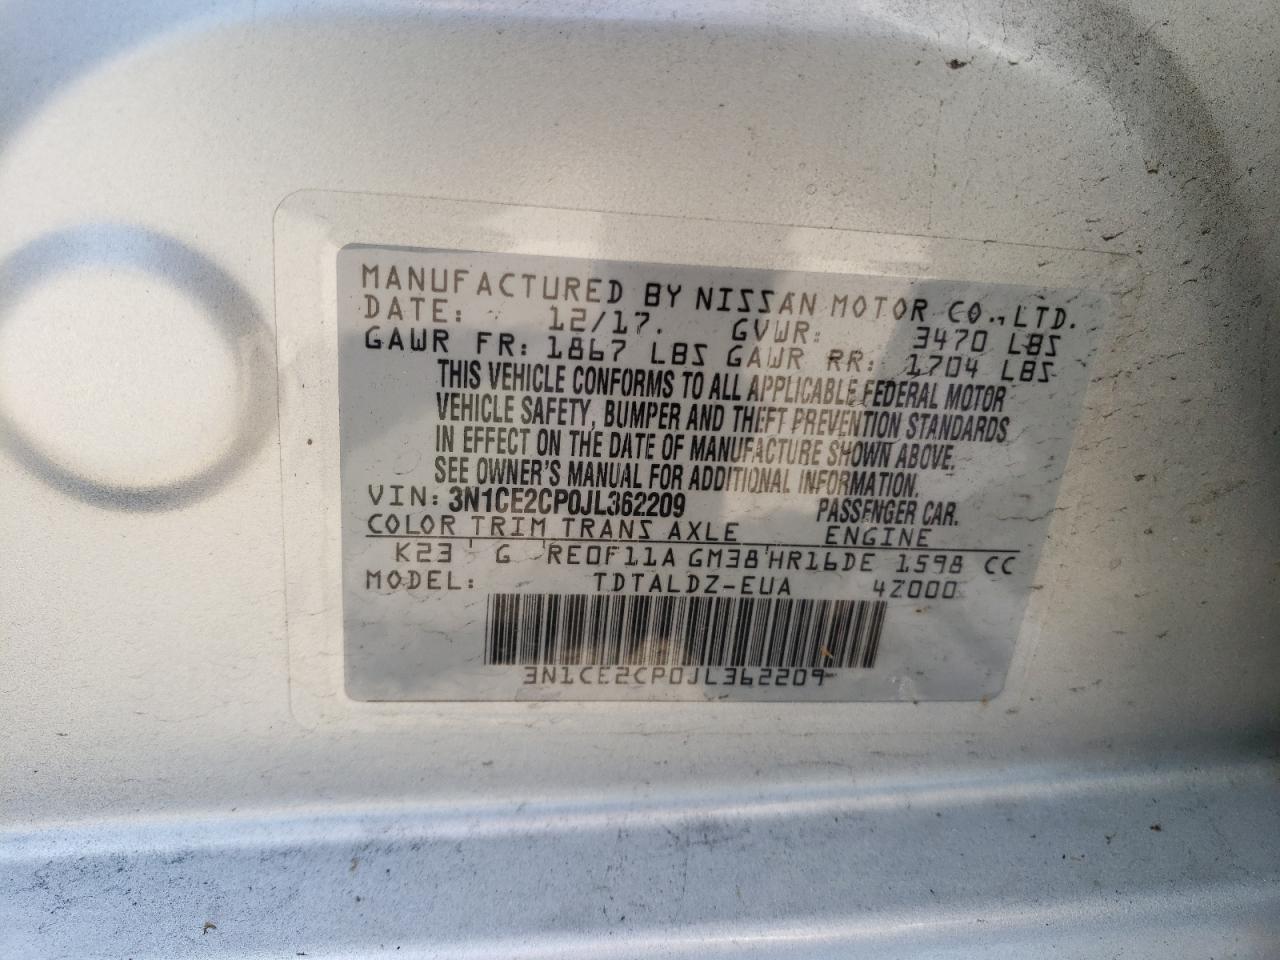 MANUFACTURED BY NISSAN MOTOR CO.,LTD.
DATE: 12/17. GVWR: 3470 LBS
GAWR FR: 1867 LBS GAWR RR: 1704 LBS
THIS VEHICLE CONFORMS TO ALL APPLICABLE FEDERAL MOTOR
VEHICLE SAFETY, BUMPER AND THEFT PREVENTION STANDARDS
IN EFFECT ON THE DATE OF MANUFACTURE SHOWN ABOVE.
SEE OWNER'S MANUAL FOR ADDITIONAL INFORMATION.
VIN: 3N1CE2CP0JL362209 PASSENGER CAR.
COLOR TRIM TRANS AXLE ENGINE
K23 G RE0F11A GM38 HR16DE 1598 CC
MODEL: TDTALDZ-EUA 4Z000
3N1CE2CP0JL362209